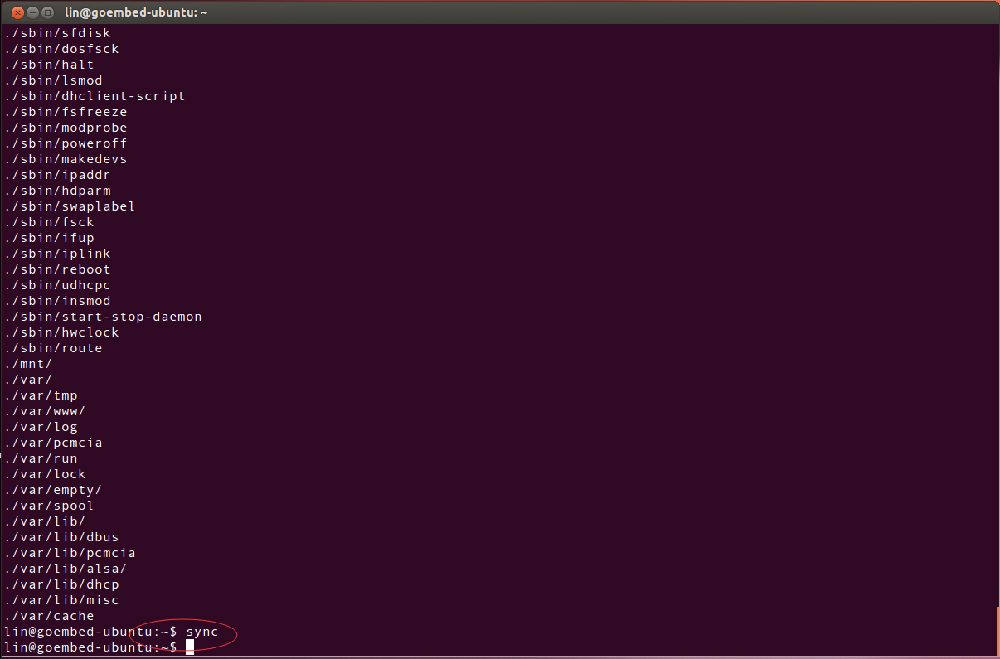 lin@goembed-ubuntu: ~
./sbin/sfdisk
./sbin/dosfsck
./sbin/halt
./sbin/lsmod
./sbin/dhclient-script
./sbin/fsfreeze
./sbin/modprobe
./sbin/poweroff
./sbin/makedevs
./sbin/ipaddr
./sbin/hdparm
./sbin/swaplabel
./sbin/fsck
./sbin/ifup
./sbin/iplink
./sbin/reboot
./sbin/udhcpc
./sbin/insmod
./sbin/start-stop-daemon
./sbin/hwclock
./sbin/route
./mnt/
./var/
./var/tmp
./var/www/
./var/log
./var/pcmcia
./var/run
./var/lock
./var/empty/
./var/spool
./var/lib/
./var/lib/dbus
./var/lib/pcmcia
./var/lib/alsa/
./var/lib/dhcp
./var/lib/misc
./var/cache
lin@goembed-ubuntu:~$ sync
lin@goembed-ubuntu:~$